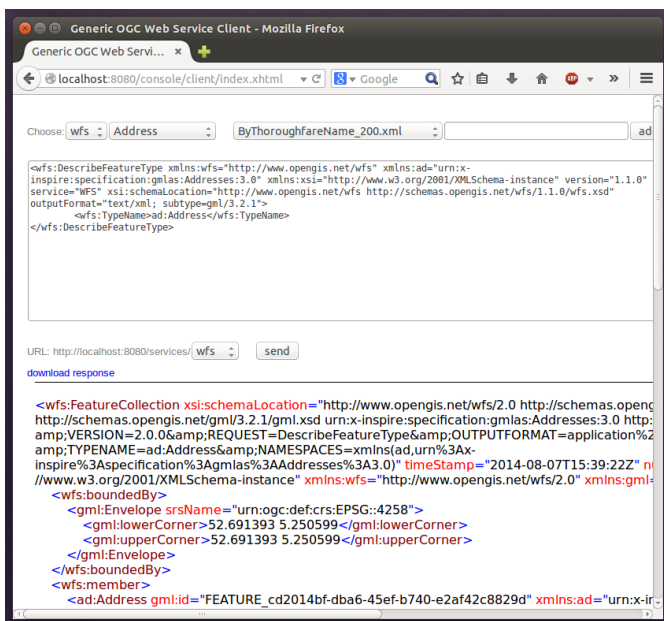 Generic OGC Web Service Client - Mozilla Firefox
Generic OGC Web Servi...
localhost:8080/console/client/index.xhtml
Google
Choose: wfs Address ByThoroughfareName_200.xml ad
<wfs:DescribeFeatureType xmlns:wfs="http://www.opengis.net/wfs" xmlns:ad="urn:x-
inspire:specification:gmlas:Addresses:3.0" xmlns:xsi="http://www.w3.org/2001/XMLSchema-instance" version="1.1.0"
service="WFS" xsi:schemaLocation="http://www.opengis.net/wfs http://schemas.opengis.net/wfs/1.1.0/wfs.xsd"
outputFormat="text/xml; subtype=gml/3.2.1">
<wfs:TypeName>ad:Address</wfs:TypeName>
</wfs:DescribeFeatureType>
URL: http://localhost:8080/services/ wfs send
download response
<wfs:FeatureCollection xsi:schemaLocation="http://www.opengis.net/wfs/2.0 http://schemas.openg
http://schemas.opengis.net/gml/3.2.1/gml.xsd urn:x-inspire:specification:gmlas:Addresses:3.0 http:
amp;VERSION=2.0.0&amp;REQUEST=DescribeFeatureType&amp;OUTPUTFORMAT=application%2
amp;TYPENAME=ad:Address&amp;NAMESPACES=xmlns(ad,urn%3Ax-
inspire%3Aspecification%3Agmlas%3AAddresses%3A3.0)" timeStamp="2014-08-07T15:39:22Z" nu
//www.w3.org/2001/XMLSchema-instance" xmlns:wfs="http://www.opengis.net/wfs/2.0" xmlns:gml=
<wfs:boundedBy>
<gml:Envelope srsName="urn:ogc:def:crs:EPSG::4258">
<gml:lowerCorner>52.691393 5.250599</gml:lowerCorner>
<gml:upperCorner>52.691393 5.250599</gml:upperCorner>
</gml:Envelope>
</wfs:boundedBy>
<wfs:member>
<ad:Address gml:id="FEATURE_cd2014bf-dba6-45ef-b740-e2af42c8829d" xmlns:ad="urn:x-in